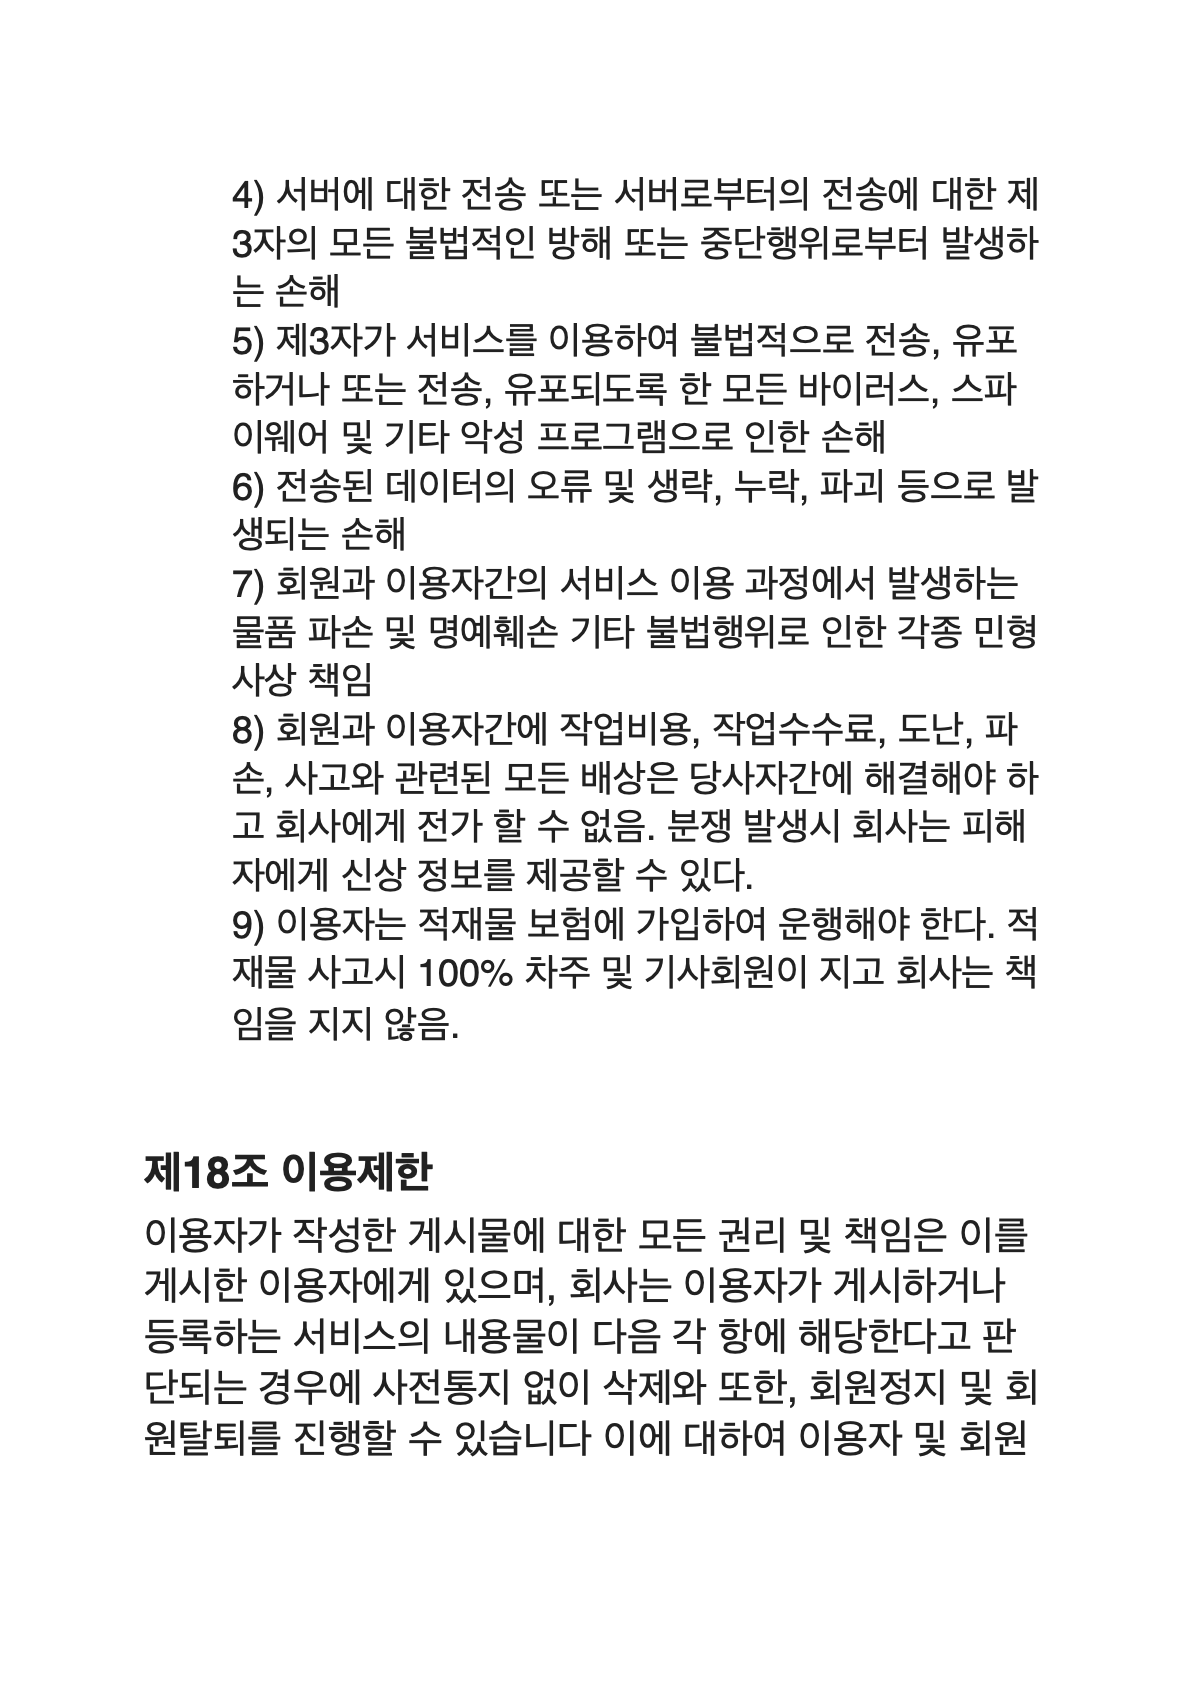 4) 서버에 대한 전송 또는 서버로부터의 전송에 대한 제
3자의 모든 불법적인 방해 또는 중단행위로부터 발생하
는 손해
5) 제3자가 서비스를 이용하여 불법적으로 전송, 유포
하거나 또는 전송, 유포되도록 한 모든 바이러스, 스파
이웨어 및 기타 악성 프로그램으로 인한 손해
6) 전송된 데이터의 오류 및 생략, 누락, 파괴 등으로 발
생되는 손해
7) 회원과 이용자간의 서비스 이용 과정에서 발생하는
물품 파손 및 명예훼손 기타 불법행위로 인한 각종 민형
사상 책임
8) 회원과 이용자간에 작업비용, 작업수수료, 도난, 파
손, 사고와 관련된 모든 배상은 당사자간에 해결해야 하
고 회사에게 전가 할 수 없음. 분쟁 발생시 회사는 피해
자에게 신상 정보를 제공할 수 있다.
9) 이용자는 적재물 보험에 가입하여 운행해야 한다. 적
재물 사고시 100% 차주 및 기사회원이 지고 회사는 책
임을 지지 않음.
제18조 이용제한
이용자가 작성한 게시물에 대한 모든 권리 및 책임은 이를
게시한 이용자에게 있으며, 회사는 이용자가 게시하거나
등록하는 서비스의 내용물이 다음 각 항에 해당한다고 판
단되는 경우에 사전통지 없이 삭제와 또한, 회원정지 및 회
원탈퇴를 진행할 수 있습니다 이에 대하여 이용자 및 회원